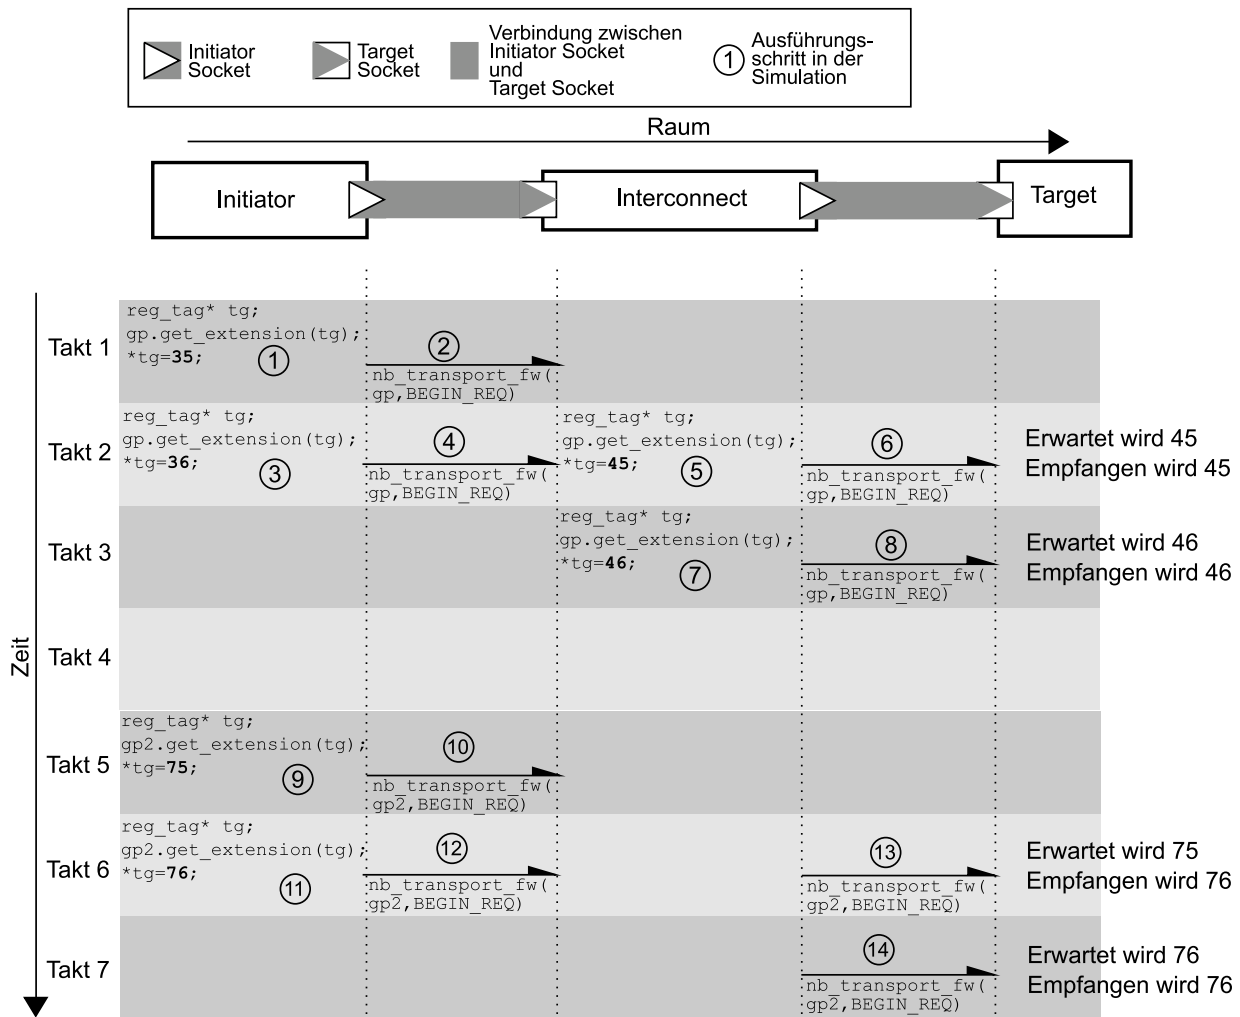 Initiator
Socket
Target
Socket
Verbindung zwischen
Initiator Socket
und
Target Socket
1
Ausführungs-
schritt in der
Simulation
Raum
Initiator
Interconnect
Target
Zeit
Takt 1
reg_tag* tg;
gp.get_extension(tg);
*tg=35;
1
2
nb_transport_fw(
gp,BEGIN_REQ)
Takt 2
reg_tag* tg;
gp.get_extension(tg);
*tg=36;
3
4
nb_transport_fw(
gp,BEGIN_REQ)
reg_tag* tg;
gp.get_extension(tg);
*tg=45;
5
6
nb_transport_fw(
gp,BEGIN_REQ)
Erwartet wird 45
Empfangen wird 45
Takt 3
reg_tag* tg;
gp.get_extension(tg);
*tg=46;
7
8
nb_transport_fw(
gp,BEGIN_REQ)
Erwartet wird 46
Empfangen wird 46
Takt 4
Takt 5
reg_tag* tg;
gp2.get_extension(tg);
*tg=75;
9
10
nb_transport_fw(
gp2,BEGIN_REQ)
Takt 6
reg_tag* tg;
gp2.get_extension(tg);
*tg=76;
11
12
nb_transport_fw(
gp2,BEGIN_REQ)
13
nb_transport_fw(
gp2,BEGIN_REQ)
Erwartet wird 75
Empfangen wird 76
Takt 7
14
nb_transport_fw(
gp2,BEGIN_REQ)
Erwartet wird 76
Empfangen wird 76